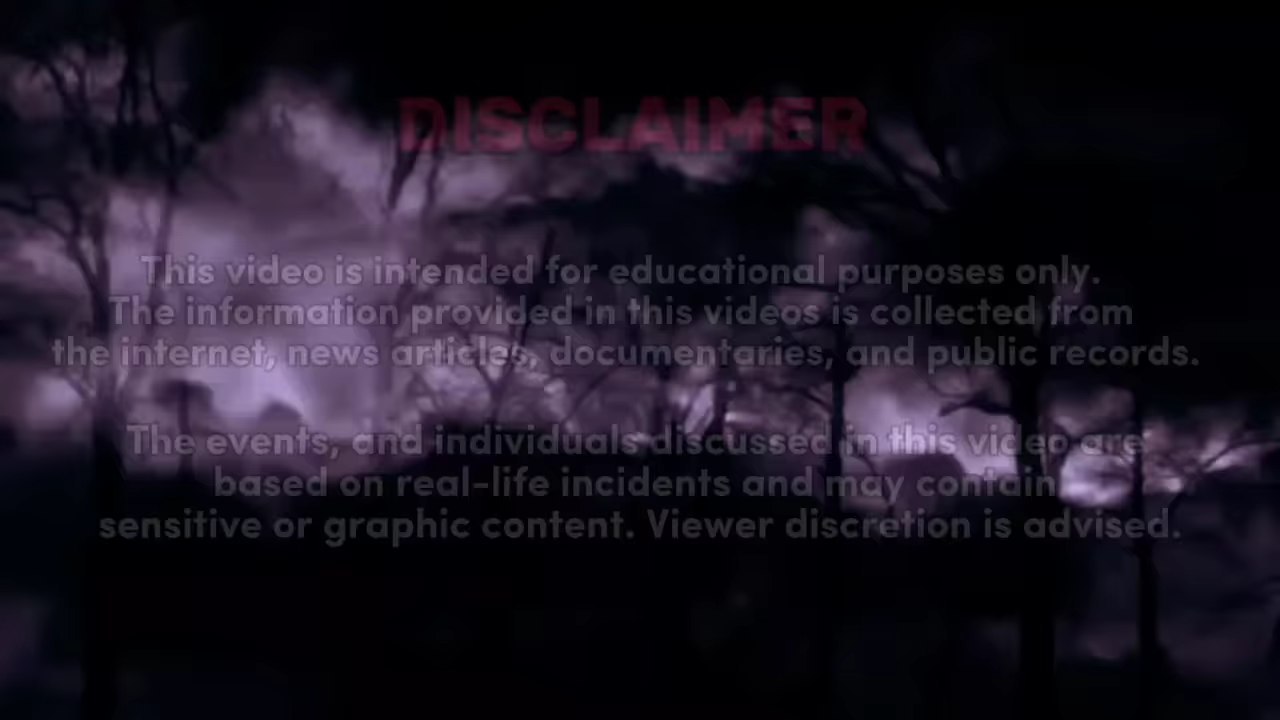 DISCLAIMER
This video is intended for educational purposes only.
The information provided in this videos is collected from
the internet, news articles, documentaries, and public records.
The events, and individuals discussed in this video are
based on real-life incidents and may contain
sensitive or graphic content. Viewer discretion is advised.